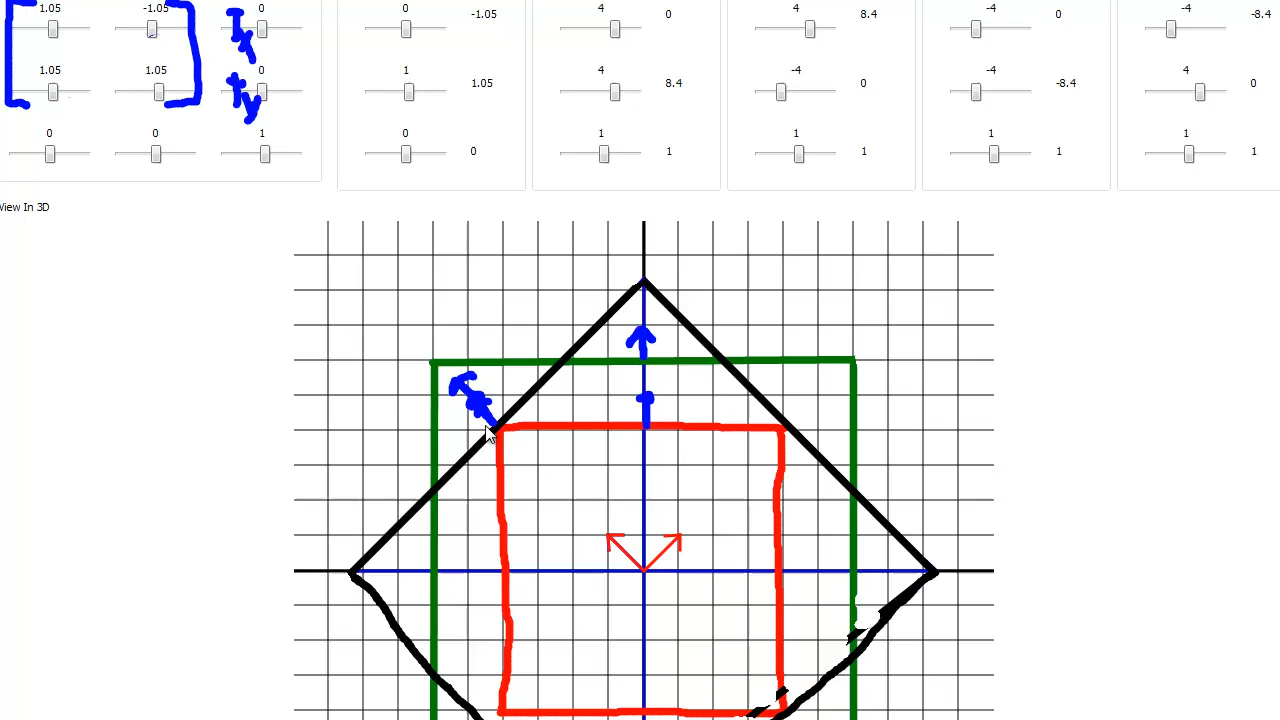 1.05 -1.05 0 0 -1.05 4 0 4 8.4 -4 0 -4 -8.4
Tx
1.05 1.05 0 1 1.05 4 8.4 -4 0 -4 -8.4 4 0
Ty
0 0 1 0 0 1 1 1 1 1 1 1 1
View In 3D